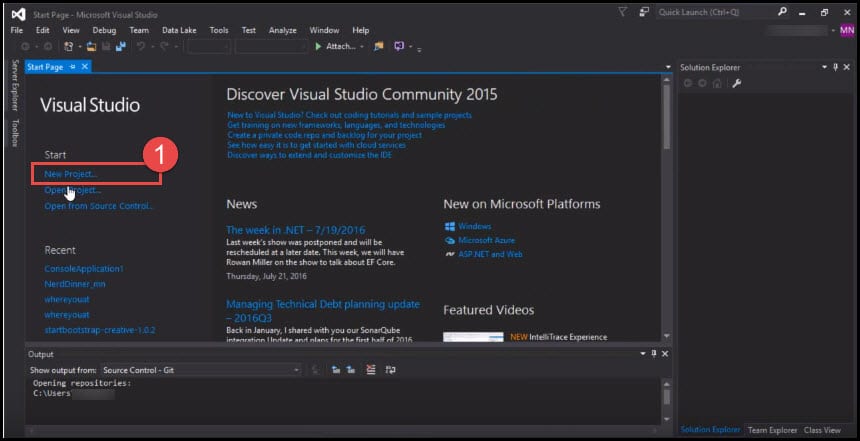 Start Page - Microsoft Visual Studio
Quick Launch (Ctrl+Q)
File Edit View Debug Team Data Lake Tools Test Analyze Window Help
MN
Attach...
Server Explorer
Toolbox
Start Page
Visual Studio
Start
1
New Project...
Open Project...
Open from Source Control...
Recent
ConsoleApplication1
NerdDinner_mn
whereyouat
whereyouat
startbootstrap-creative-1.0.2
Discover Visual Studio Community 2015
New to Visual Studio? Check out coding tutorials and sample projects
Get training on new frameworks, languages, and technologies
Create a private code repo and backlog for your project
See how easy it is to get started with cloud services
Discover ways to extend and customize the IDE
News
The week in .NET – 7/19/2016
Last week's show was postponed and will be
rescheduled at a later date. This week, we will have
Rowan Miller on the show to talk about EF Core.
Thursday, July 21, 2016
Managing Technical Debt planning update
– 2016Q3
Back in January, I shared with you our SonarQube
integration Update and plans for the first half of 2016
New on Microsoft Platforms
Windows
Microsoft Azure
ASP.NET and Web
Featured Videos
NEW IntelliTrace Experience
Solution Explorer
Output
Show output from: Source Control - Git
Opening repositories:
C:\Users
Solution Explorer Team Explorer Class View